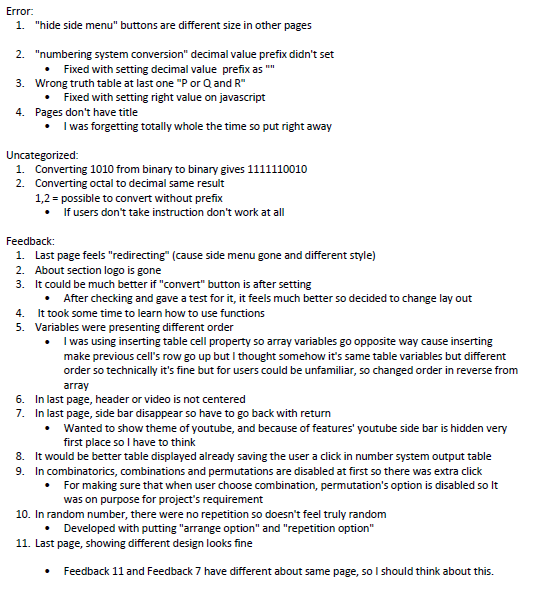 Error:
1. "hide side menu" buttons are different size in other pages
2. "numbering system conversion" decimal value prefix didn't set
• Fixed with setting decimal value prefix as ""
3. Wrong truth table at last one "P or Q and R"
• Fixed with setting right value on javascript
4. Pages don't have title
• I was forgetting totally whole the time so put right away
Uncategorized:
1. Converting 1010 from binary to binary gives 1111110010
2. Converting octal to decimal same result
1,2 = possible to convert without prefix
• If users don't take instruction don't work at all
Feedback:
1. Last page feels "redirecting" (cause side menu gone and different style)
2. About section logo is gone
3. It could be much better if "convert" button is after setting
• After checking and gave a test for it, it feels much better so decided to change lay out
4. It took some time to learn how to use functions
5. Variables were presenting different order
• I was using inserting table cell property so array variables go opposite way cause inserting
make previous cell's row go up but I thought somehow it's same table variables but different
order so technically it's fine but for users could be unfamiliar, so changed order in reverse from
array
6. In last page, header or video is not centered
7. In last page, side bar disappear so have to go back with return
• Wanted to show theme of youtube, and because of features' youtube side bar is hidden very
first place so I have to think
8. It would be better table displayed already saving the user a click in number system output table
9. In combinatorics, combinations and permutations are disabled at first so there was extra click
• For making sure that when user choose combination, permutation's option is disabled so It
was on purpose for project's requirement
10. In random number, there were no repetition so doesn't feel truly random
• Developed with putting "arrange option" and "repetition option"
11. Last page, showing different design looks fine
• Feedback 11 and Feedback 7 have different about same page, so I should think about this.